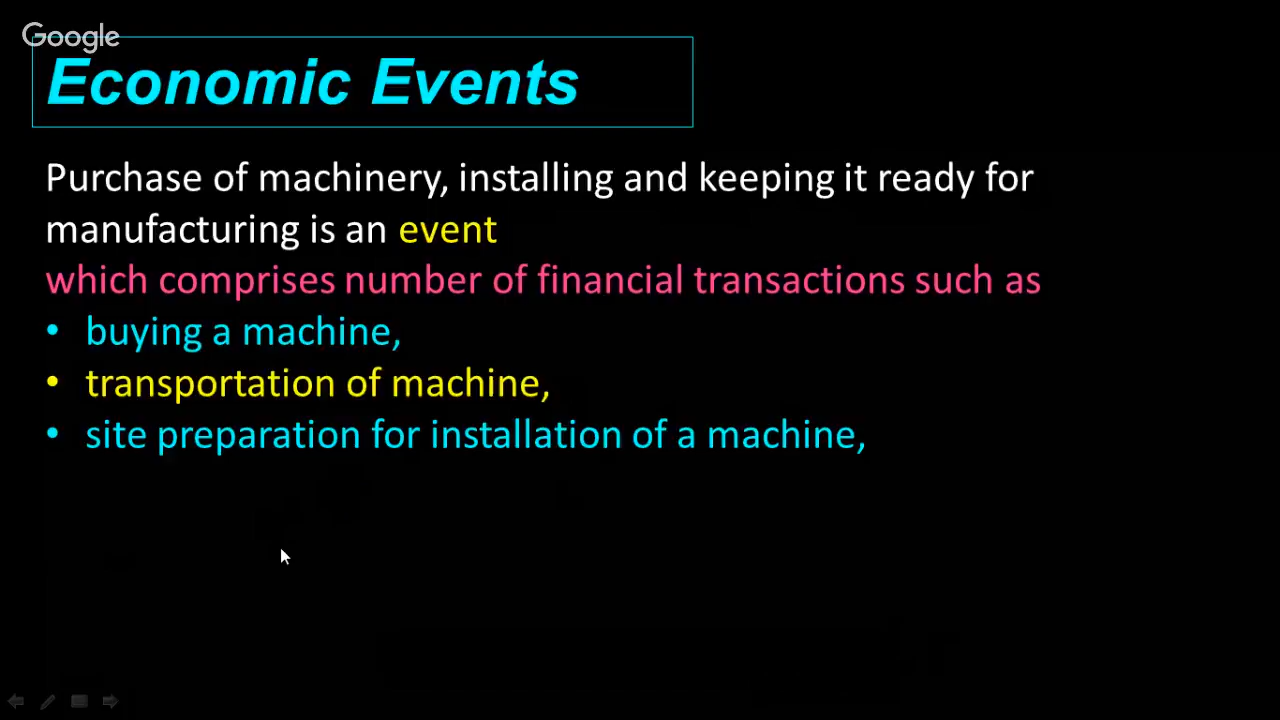 Google
Economic Events
Purchase of machinery, installing and keeping it ready for
manufacturing is an event
which comprises number of financial transactions such as
• buying a machine,
• transportation of machine,
• site preparation for installation of a machine,